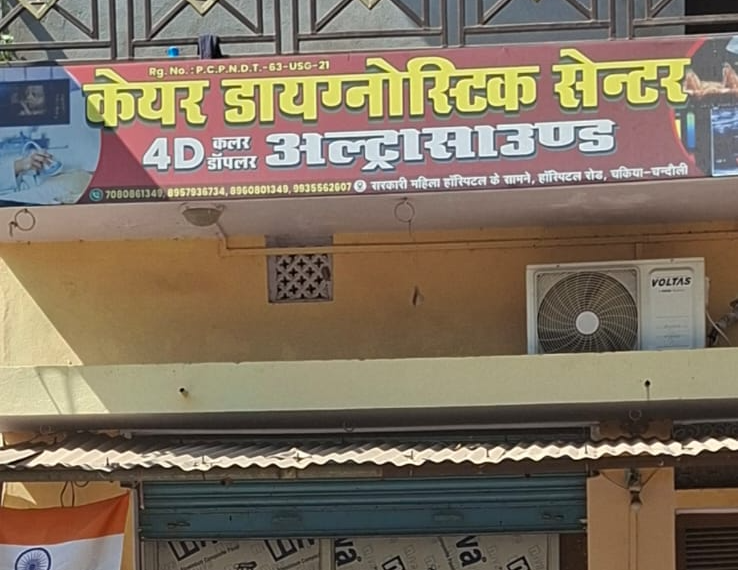 Rg. No. : P.C.P.N.D.T.-63-USG-21
केयर डायग्नोस्टिक सेन्टर
4D कलर डॉपलर अल्ट्रासाउण्ड
7080861349, 8957936734, 8960801349, 9935562607 सरकारी महिला हॉस्पिटल के सामने, हॉस्पिटल रोड, चकिया-चन्दौली
VOLTAS